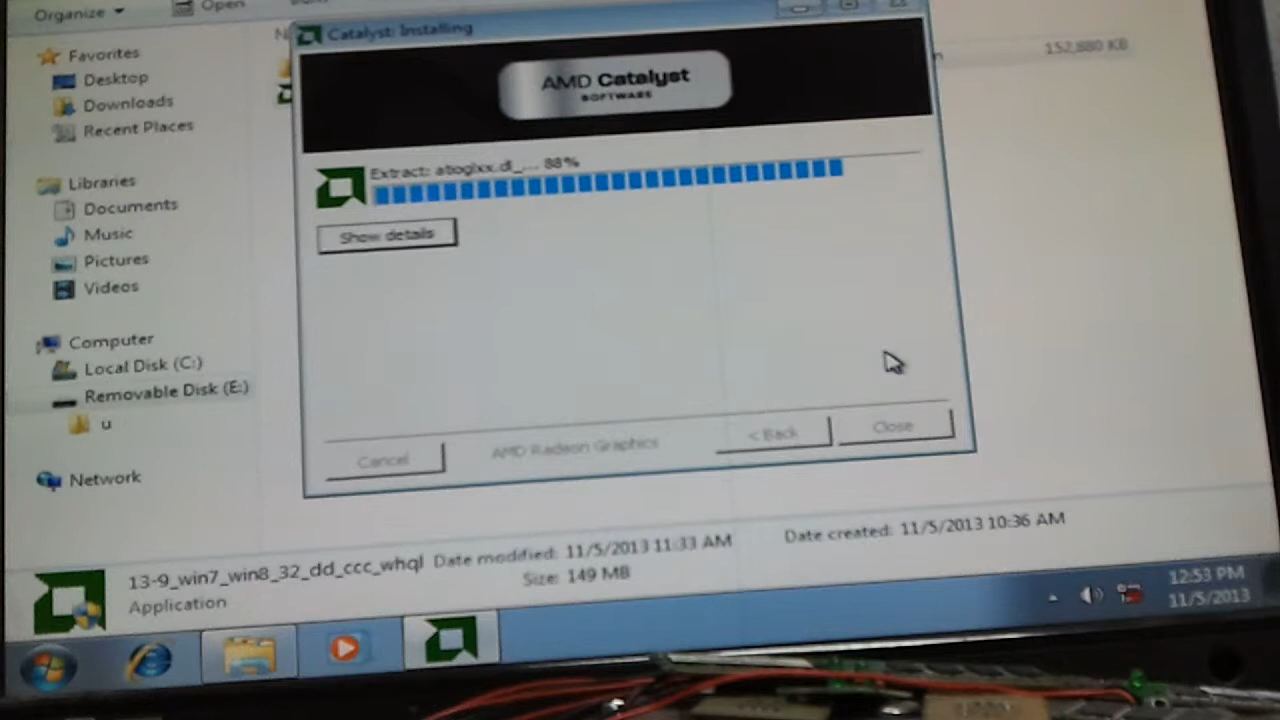 Organize
Open
Catalyst: Installing
AMD Catalyst
SOFTWARE
Extract: atioglxx.dl_... 88%
Show details
Cancel
AMD Radeon Graphics
< Back
Close
152,880 KB
Favorites
Desktop
Downloads
Recent Places
Libraries
Documents
Music
Pictures
Videos
Computer
Local Disk (C:)
Removable Disk (E:)
u
Network
13-9_win7_win8_32_dd_ccc_whql Date modified: 11/5/2013 11:33 AM Date created: 11/5/2013 10:36 AM
Application Size: 149 MB
12:53 PM
11/5/2013